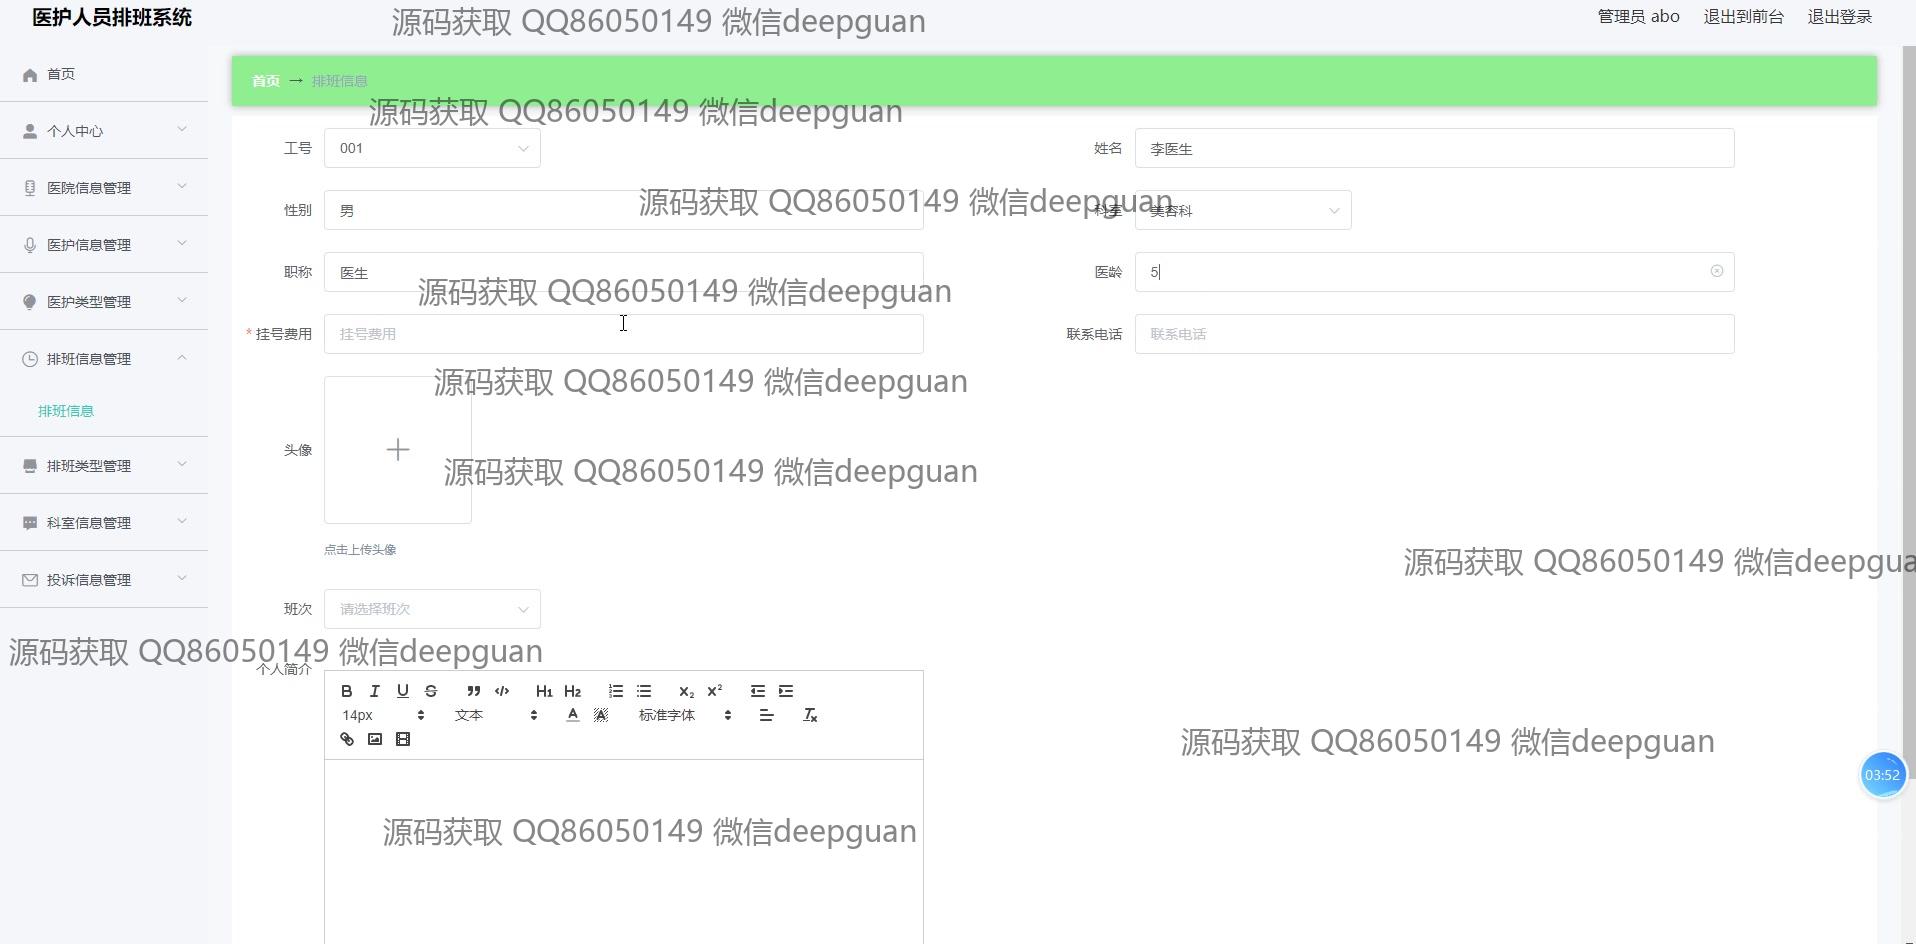 医护人员排班系统
源码获取 QQ86050149 微信deepguan
管理员 abo 退出到前台 退出登录
首页
个人中心
医院信息管理
医护信息管理
医护类型管理
排班信息管理
排班信息
排班类型管理
科室信息管理
投诉信息管理
首页 → 排班信息
源码获取 QQ86050149 微信deepguan
工号 001
姓名 李医生
源码获取 QQ86050149 微信deepguan
性别 男
科室 美容科
职称 医生
医龄 5
源码获取 QQ86050149 微信deepguan
* 挂号费用 挂号费用
联系电话 联系电话
源码获取 QQ86050149 微信deepguan
头像
源码获取 QQ86050149 微信deepguan
点击上传头像
源码获取 QQ86050149 微信deepgua
班次 请选择班次
源码获取 QQ86050149 微信deepguan
个人简介
B I U S H1 H2 X2 X2
14px 文本 A A 标准字体 Tx
源码获取 QQ86050149 微信deepguan
03:52
源码获取 QQ86050149 微信deepguan